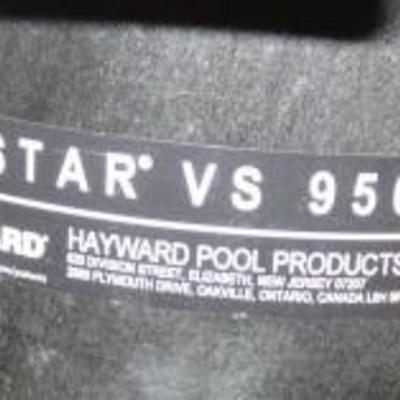 STAR® VS 950
ARD® HAYWARD POOL PRODUCTS
620 DIVISION STREET, ELIZABETH, NEW JERSEY 07207
2880 PLYMOUTH DRIVE, OAKVILLE, ONTARIO, CANADA L6H